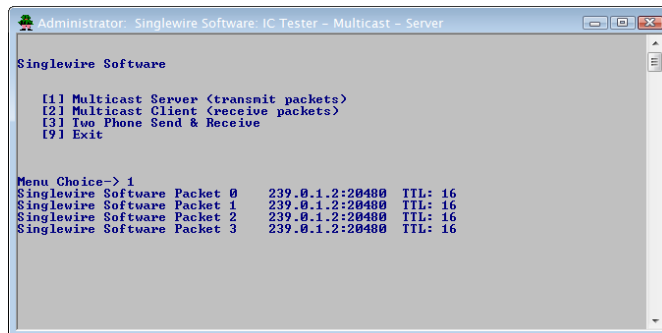 Administrator: Singlewire Software: IC Tester – Multicast – Server
Singlewire Software
[1] Multicast Server (transmit packets)
[2] Multicast Client (receive packets)
[3] Two Phone Send & Receive
[9] Exit
Menu Choice-> 1
Singlewire Software Packet 0 239.0.1.2:20480 TTL: 16
Singlewire Software Packet 1 239.0.1.2:20480 TTL: 16
Singlewire Software Packet 2 239.0.1.2:20480 TTL: 16
Singlewire Software Packet 3 239.0.1.2:20480 TTL: 16